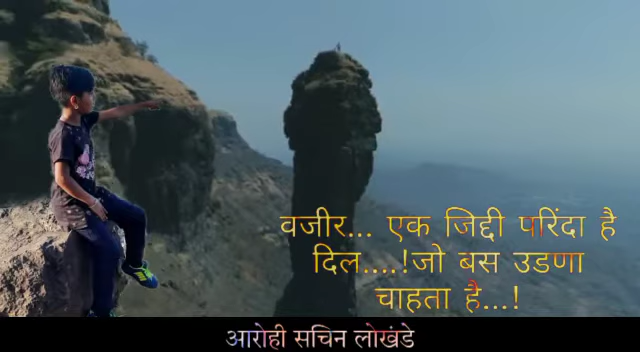 वजीर... एक जिद्दी परिंदा है
दिल....!जो बस उडणा
चाहता है...!
आरोही सचिन लोखंडे